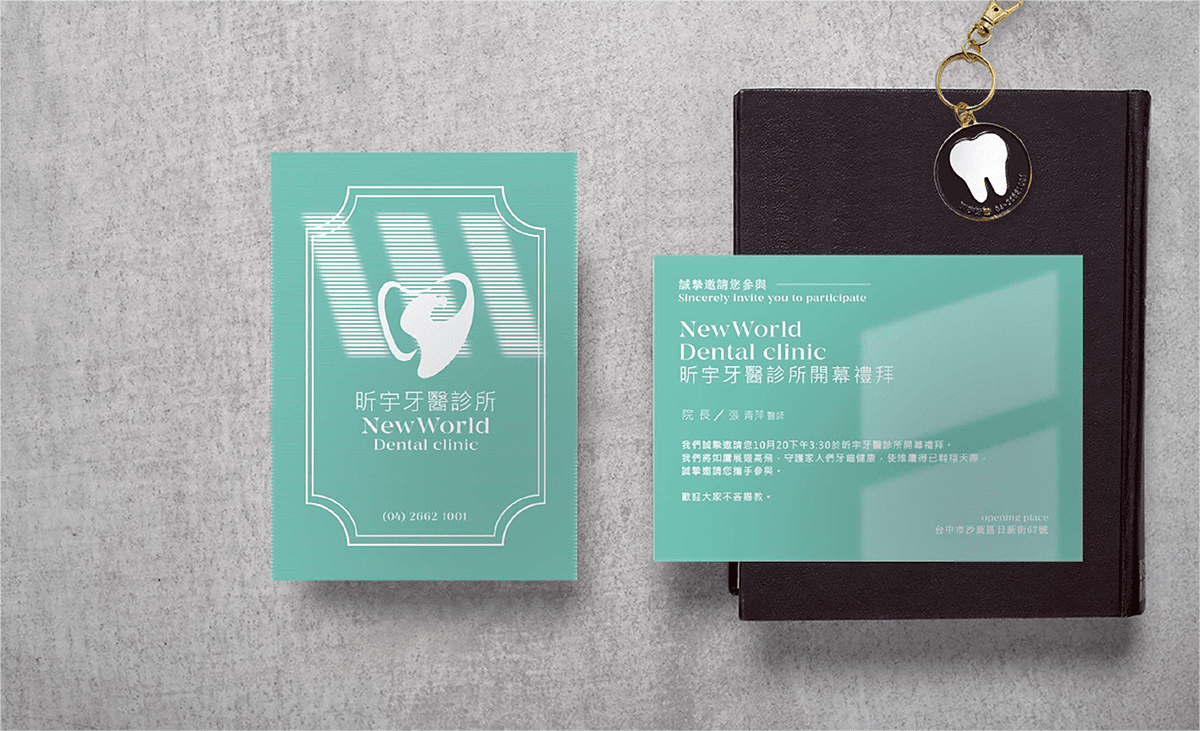 昕宇牙醫診所
NewWorld
Dental clinic
(04) 2662 1001
誠摯邀請您參與
Sincerely invite you to participate
NewWorld
Dental clinic
昕宇牙醫診所開幕禮拜
院長／張 青萍 醫師
我們誠摯邀請您10月20下午3:30於昕宇牙醫診所開幕禮拜。
我們將如鷹展翅高飛，守護家人們牙齒健康，使雅鷹得已翱翔天際，
誠摯邀請您攜手參與。
歡迎大家不吝賜教。
opening place
台中市沙鹿區日新街67號